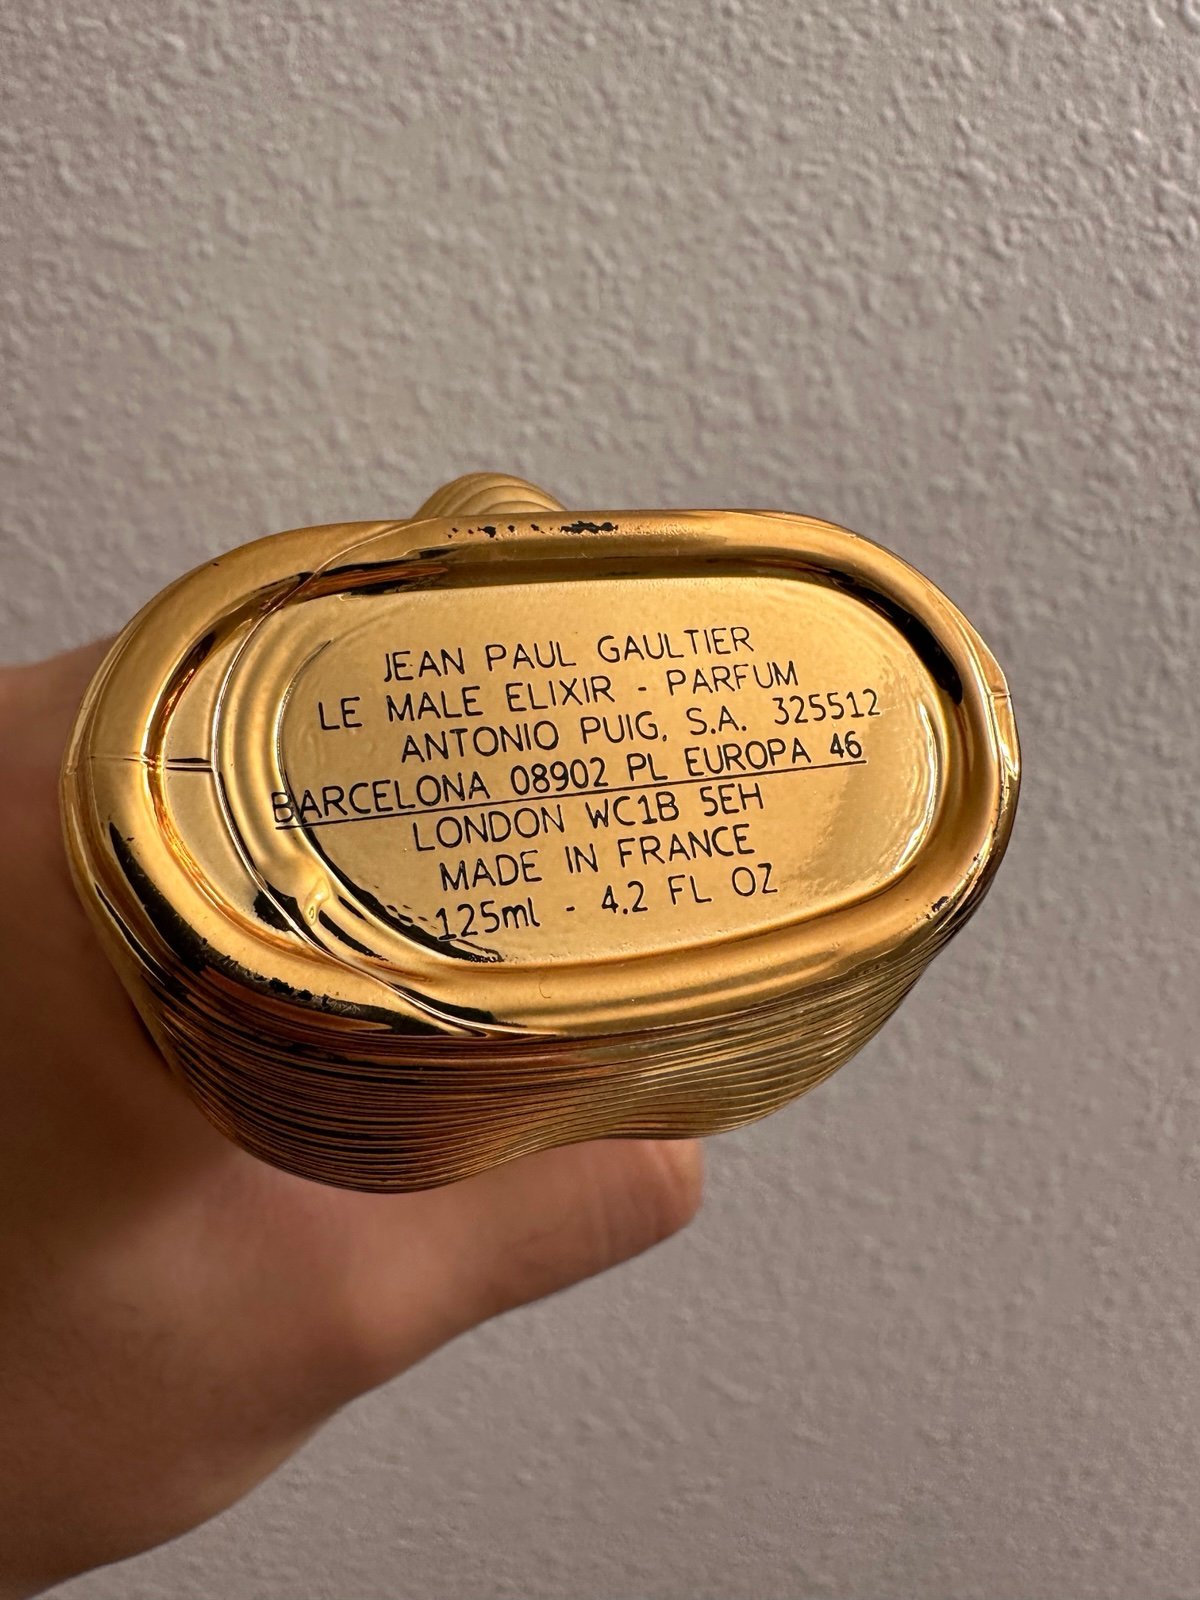 JEAN PAUL GAULTIER
LE MALE ELIXIR - PARFUM
ANTONIO PUIG, S.A. 325512
BARCELONA 08902 PL EUROPA 46
LONDON WC1B 5EH
MADE IN FRANCE
125ml - 4.2 FL OZ